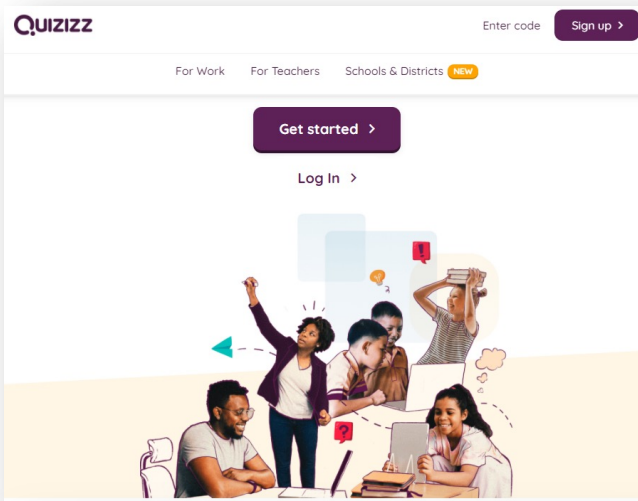 QUIZIZZ
Enter code
Sign up >
For Work
For Teachers
Schools & Districts NEW
Get started >
Log In >
!
?